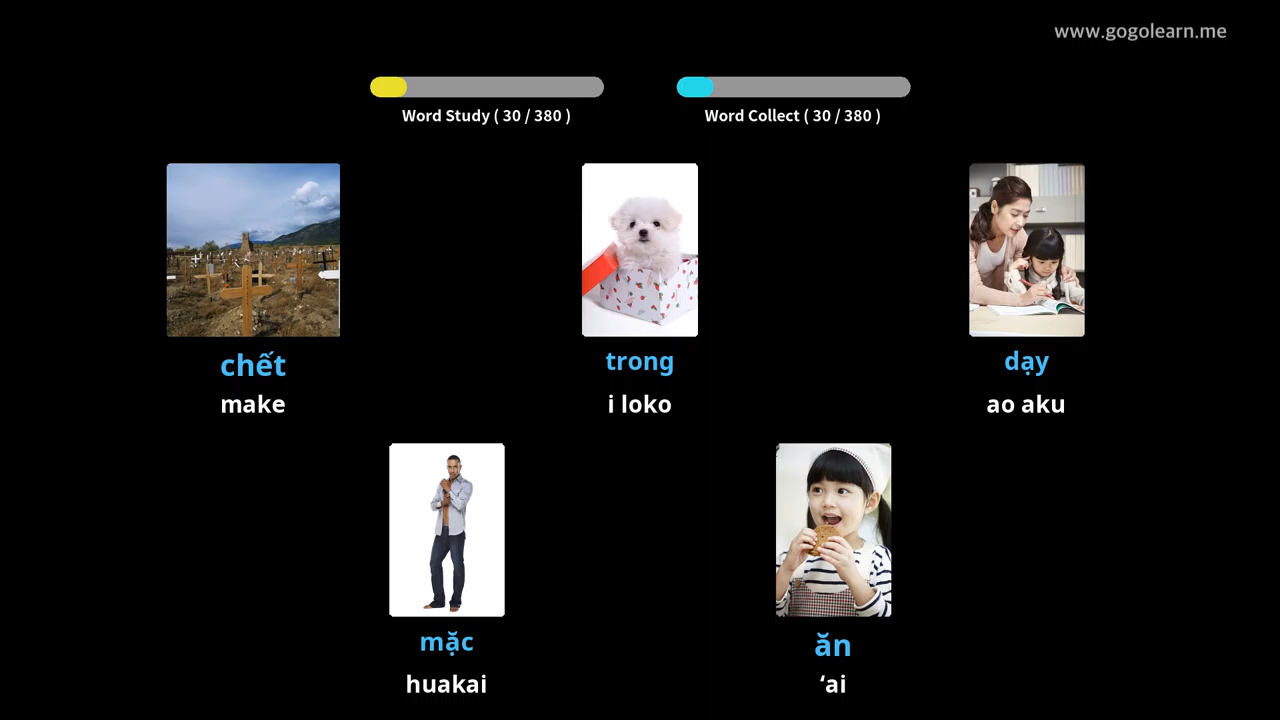 www.gogolearn.me
Word Study ( 30 / 380 )
Word Collect ( 30 / 380 )
chết
make
trong
i loko
dạy
ao aku
mặc
huakai
ăn
ʻai